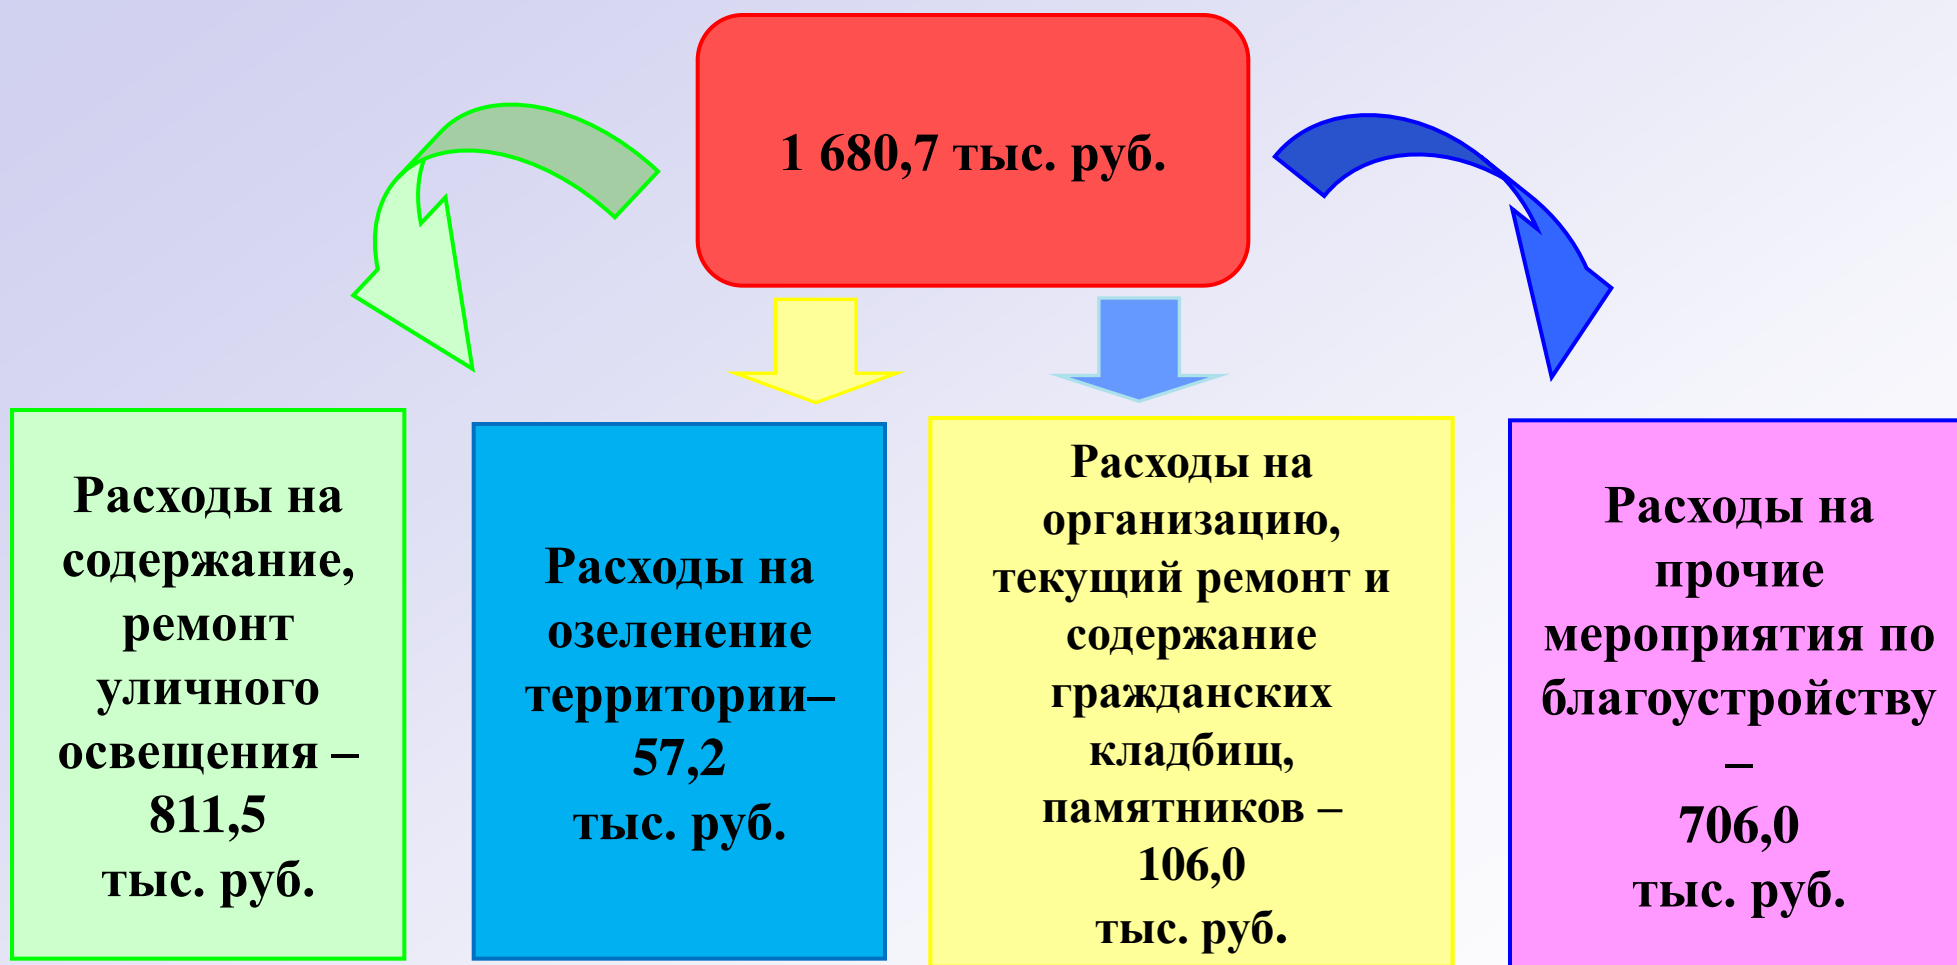 1 680,7 тыс. руб.
Расходы на
содержание,
ремонт
уличного
освещения –
811,5
тыс. руб.
Расходы на
озеленение
территории–
57,2
тыс. руб.
Расходы на
организацию,
текущий ремонт и
содержание
гражданских
кладбищ,
памятников –
106,0
тыс. руб.
Расходы на
прочие
мероприятия по
благоустройству
–
706,0
тыс. руб.